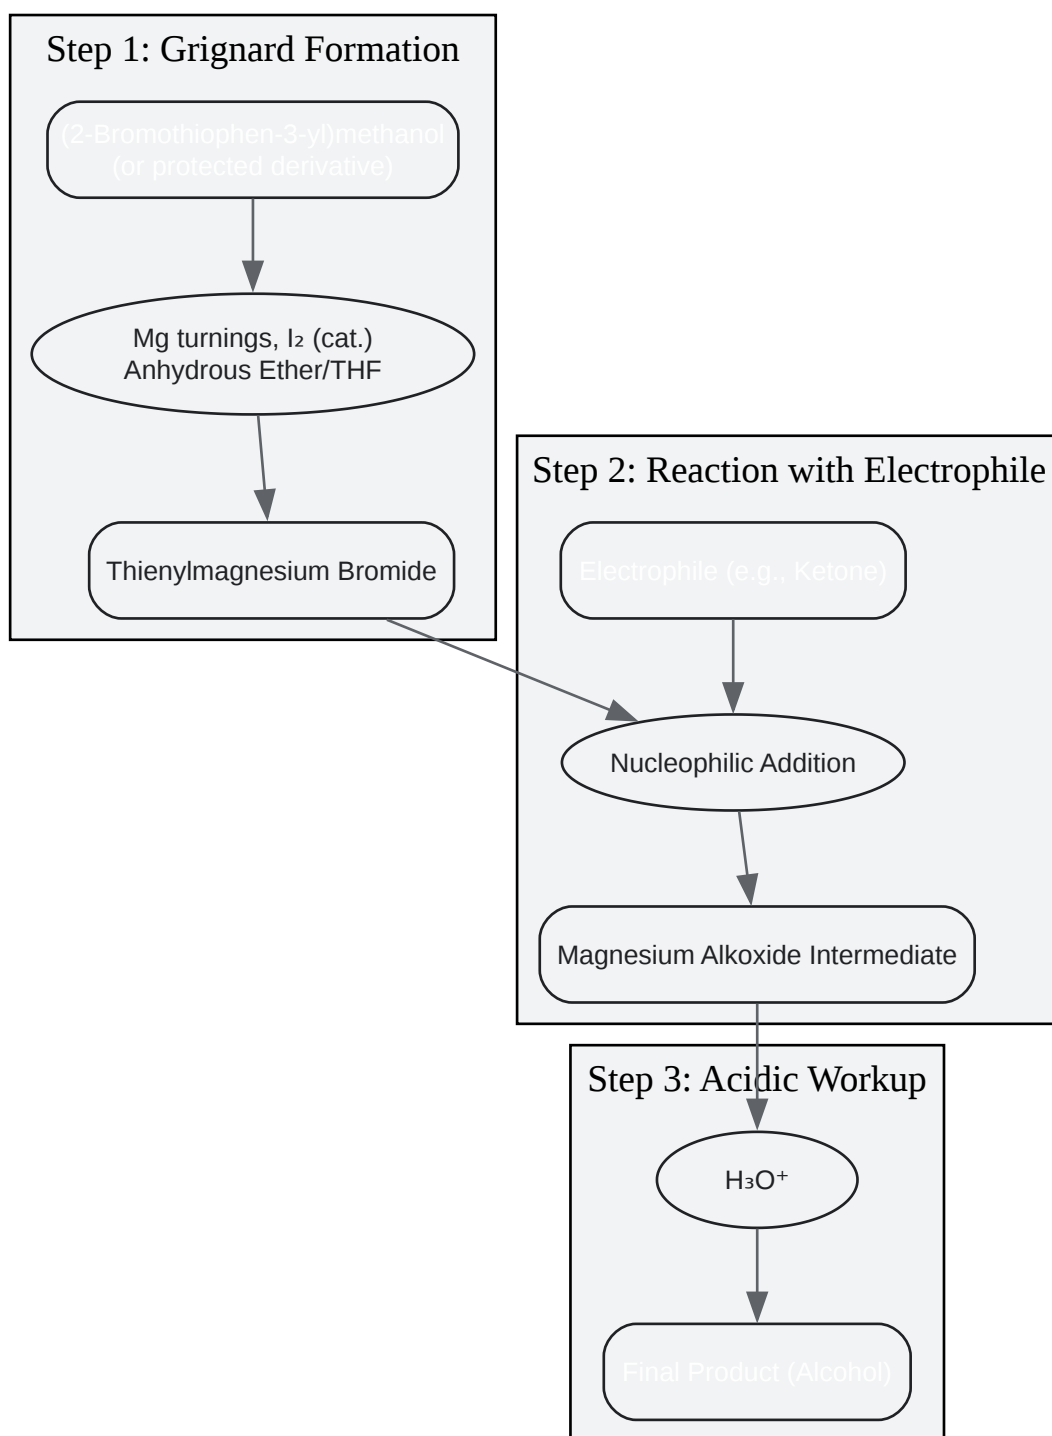 Step 1: Grignard Formation
(2-Bromothiophen-3-yl)methanol
(or protected derivative)
Mg turnings, I₂ (cat.)
Anhydrous Ether/THF
Thienylmagnesium Bromide
Step 2: Reaction with Electrophile
Electrophile (e.g., Ketone)
Nucleophilic Addition
Magnesium Alkoxide Intermediate
Step 3: Acidic Workup
H₃O⁺
Final Product (Alcohol)